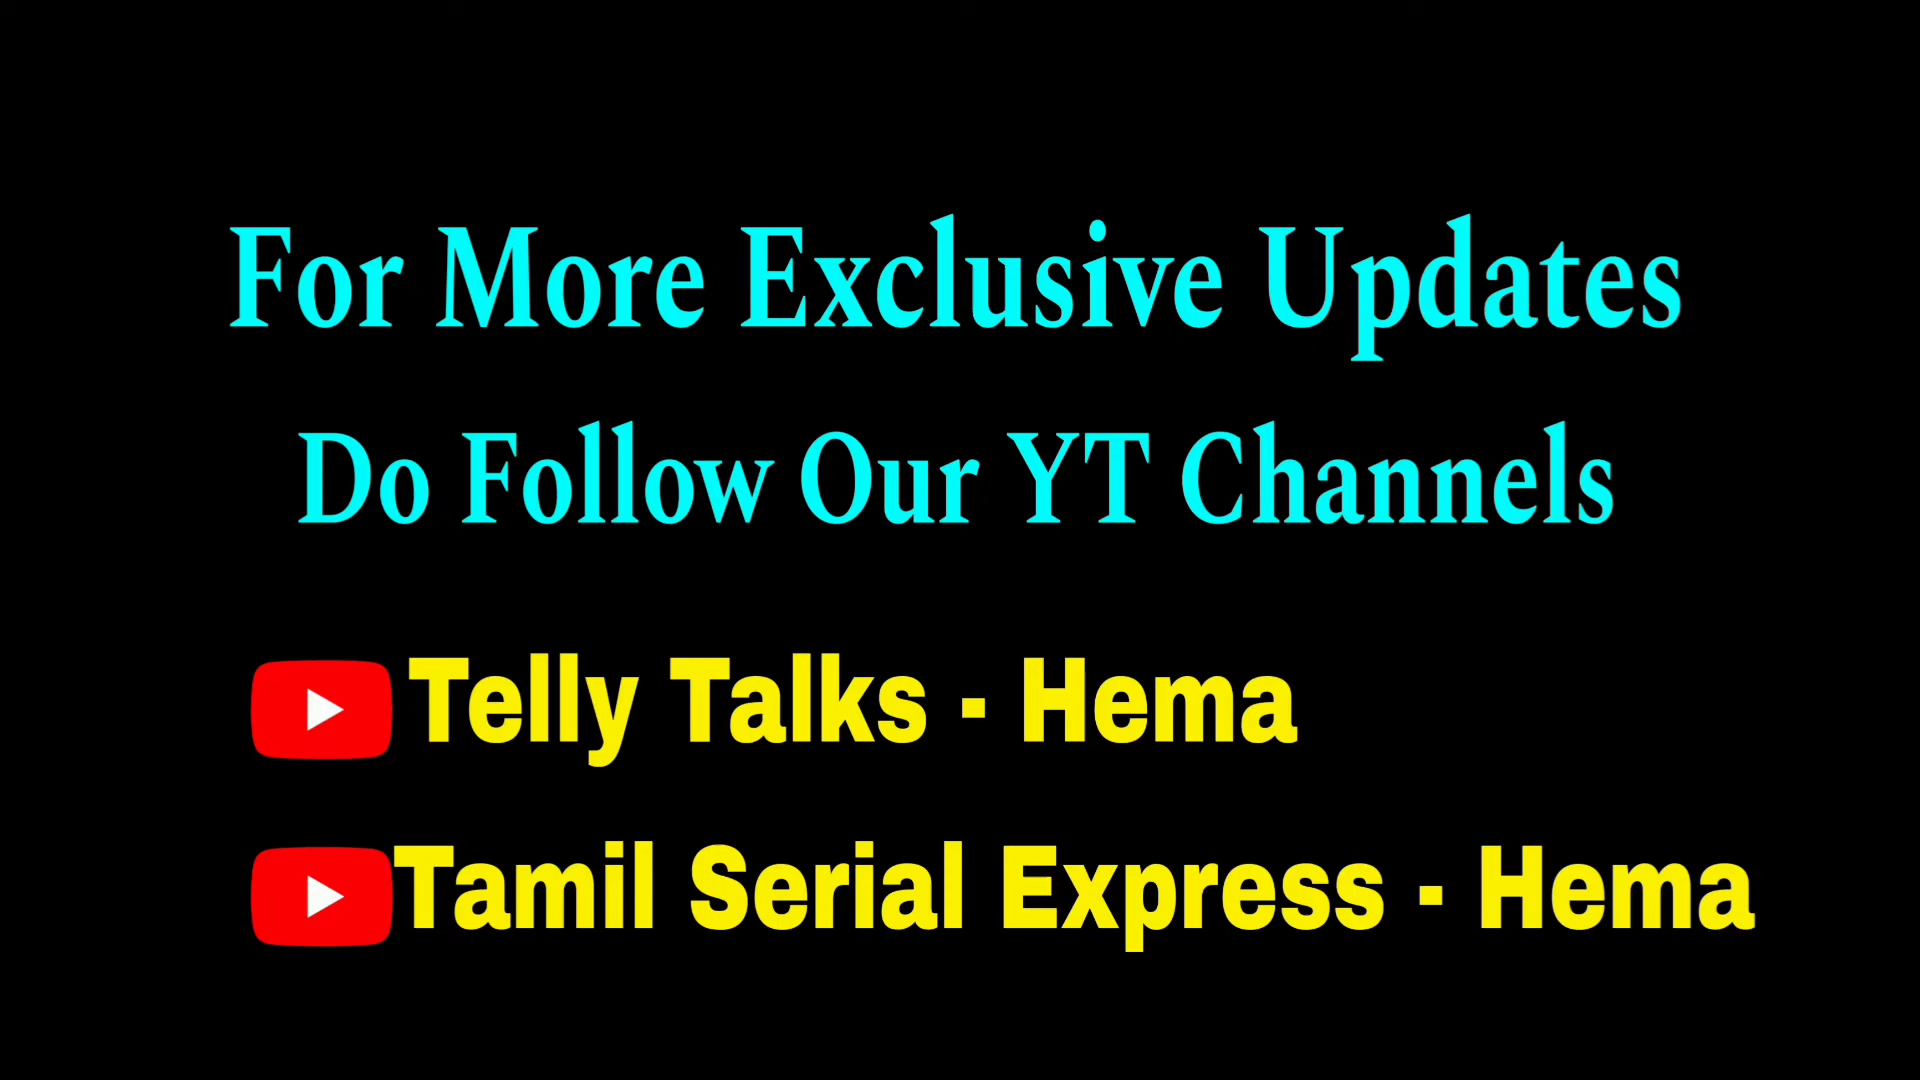 For More Exclusive Updates
Do Follow Our YT Channels
Telly Talks - Hema
Tamil Serial Express - Hema